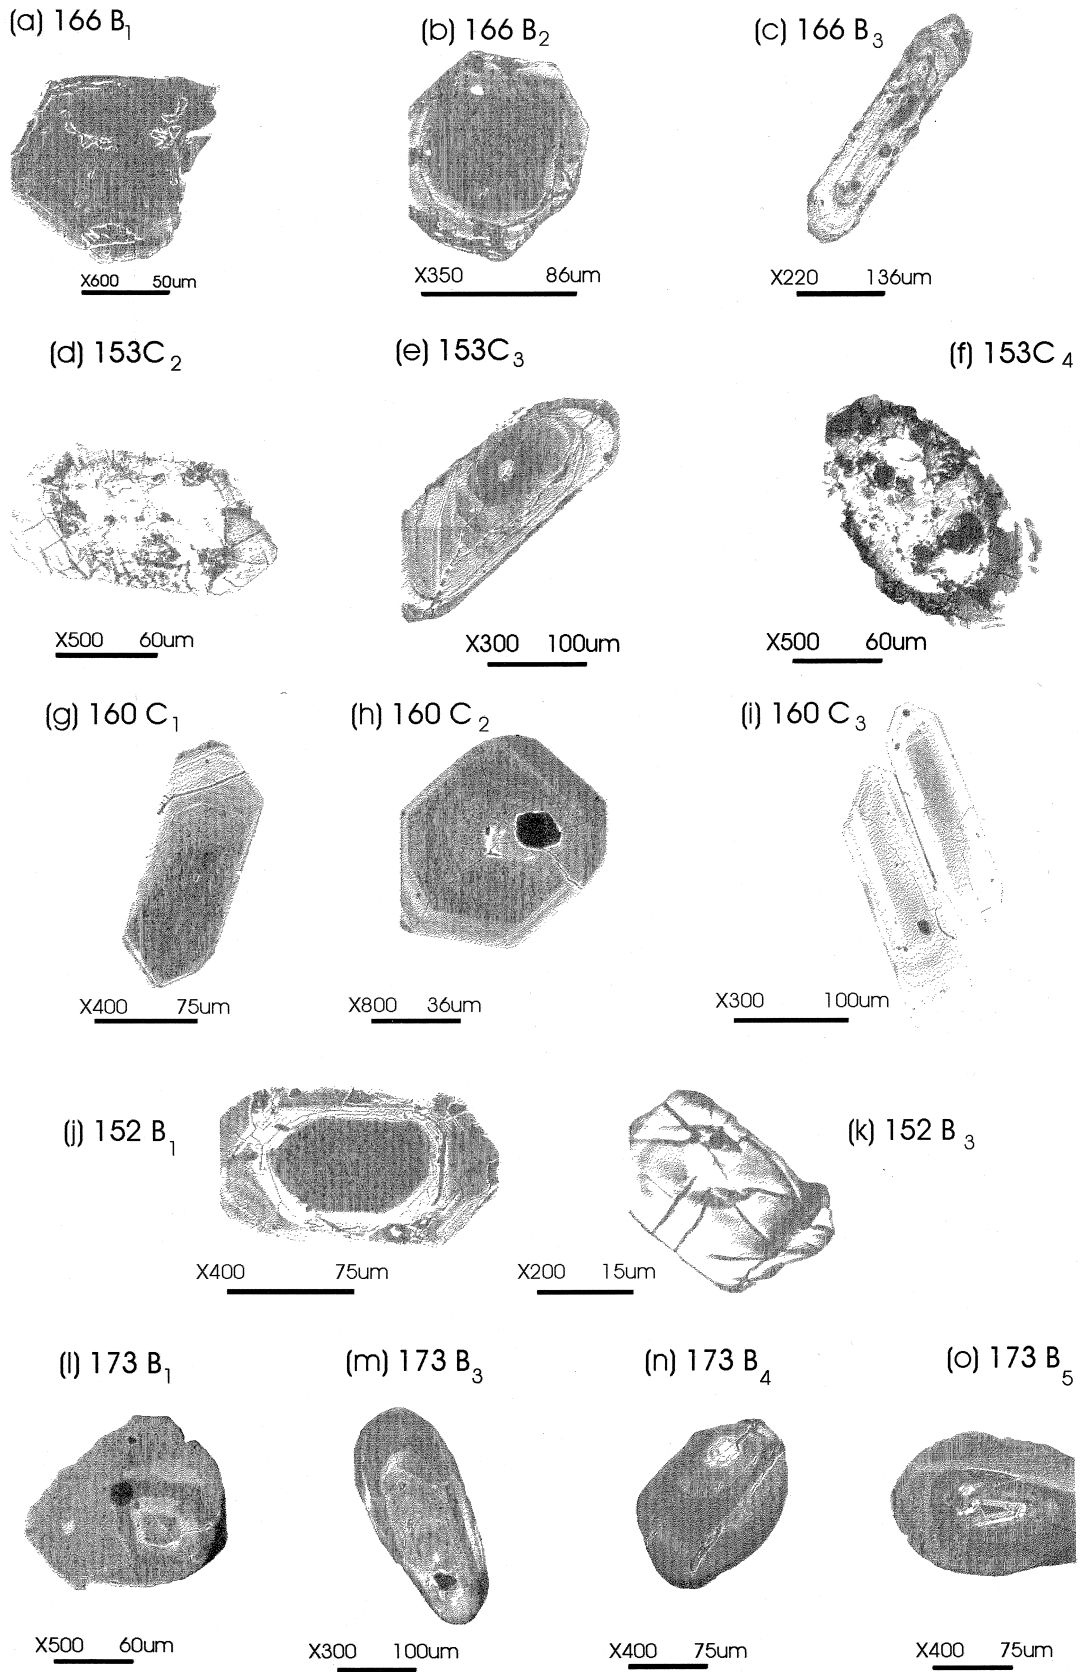 (a) 166 B1
(b) 166 B2
(c) 166 B3
X600 50um
X350 86um
X220 136um
(d) 153C2
(e) 153C3
(f) 153C4
X500 60um
X300 100um
X500 60um
(g) 160 C1
(h) 160 C2
(i) 160 C3
X400 75um
X800 36um
X300 100um
(j) 152 B1
(k) 152 B3
X400 75um
X200 15um
(l) 173 B1
(m) 173 B3
(n) 173 B4
(o) 173 B5
X500 60um
X300 100um
X400 75um
X400 75um